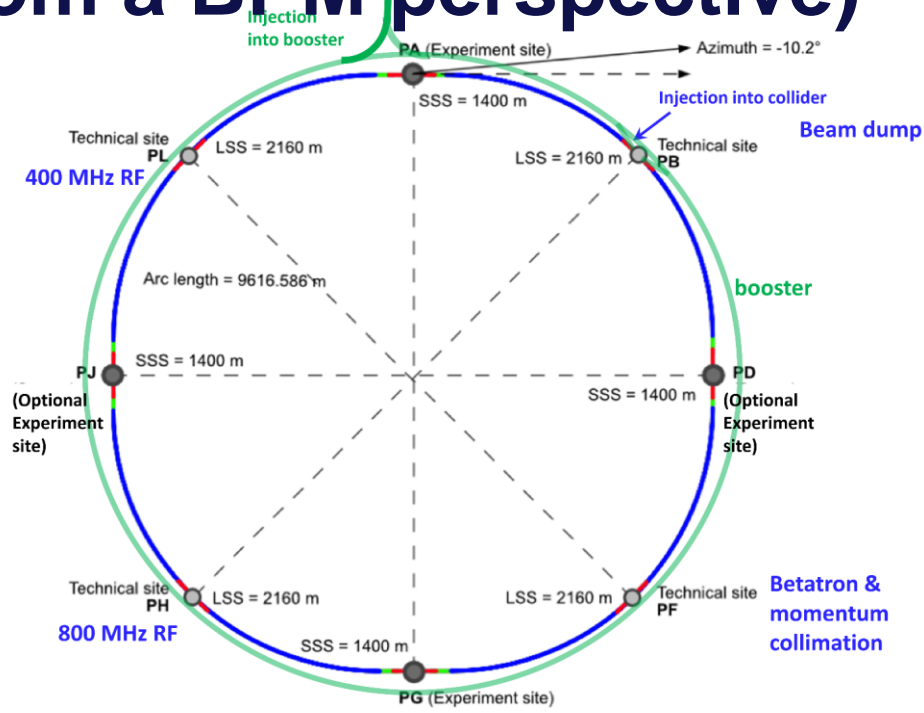 om a BPM perspective)
Injection
into booster
PA (Experiment site)
Azimuth = -10.2°
SSS = 1400 m
Injection into collider
Beam dump
Technical site
PL
LSS = 2160 m
400 MHz RF
LSS = 2160 m
Technical site
PB
Arc length = 9616.586 m
booster
PJ
SSS = 1400 m
(Optional
Experiment
site)
PD
SSS = 1400 m
(Optional
Experiment
site)
Technical site
PH
LSS = 2160 m
800 MHz RF
LSS = 2160 m
Technical site
PF
Betatron &
momentum
collimation
SSS = 1400 m
PG (Experiment site)